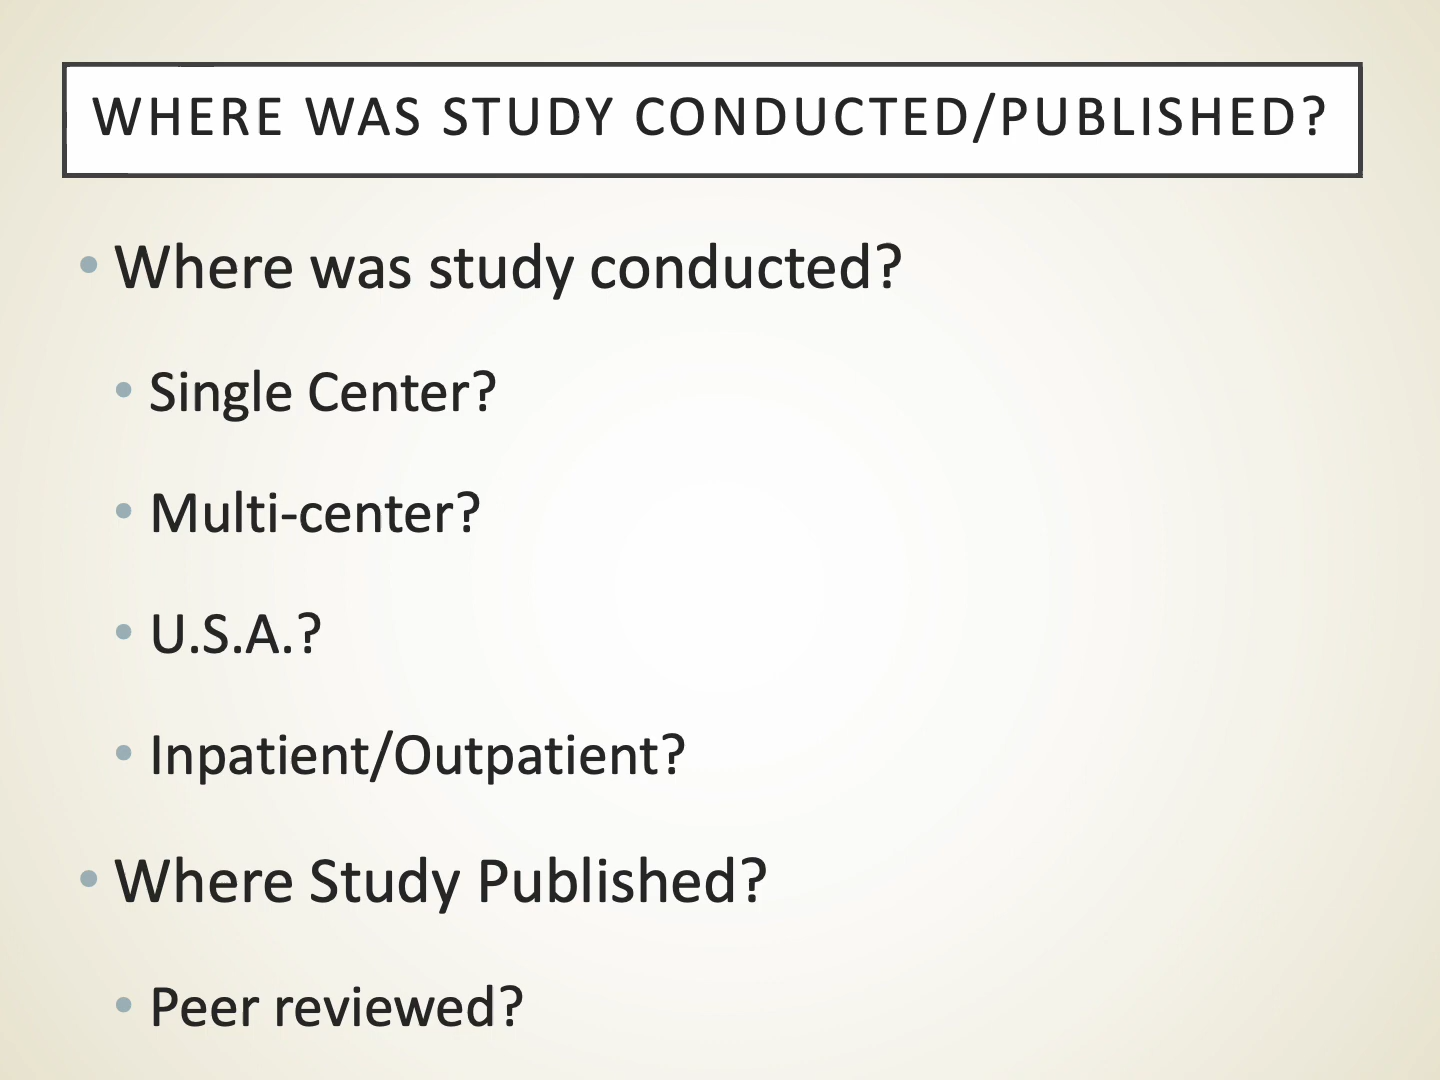 WHERE WAS STUDY CONDUCTED/PUBLISHED?
• Where was study conducted?
• Single Center?
• Multi-center?
• U.S.A.?
• Inpatient/Outpatient?
• Where Study Published?
• Peer reviewed?